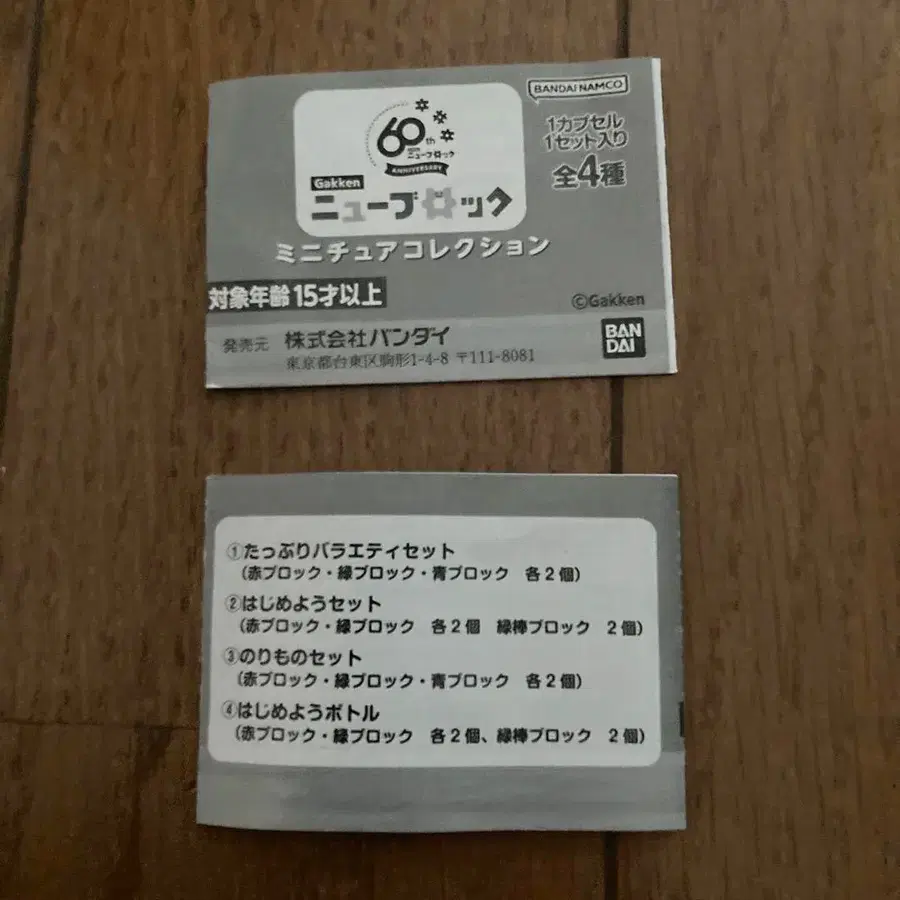 BANDAI NAMCO
1カプセル
1セット入り
全4種
60th
ニューブロック
ANNIVERSARY
Gakken
ニューブロック
ミニチュアコレクション
対象年齢15才以上
©Gakken
発売元 株式会社バンダイ
東京都台東区駒形1-4-8 〒111-8081
BAN
DAI
①たっぷりバラエティセット
(赤ブロック・緑ブロック・青ブロック 各2個)
②はじめようセット
(赤ブロック・緑ブロック 各2個 緑棒ブロック 2個)
③のりものセット
(赤ブロック・緑ブロック・青ブロック 各2個)
④はじめようボトル
(赤ブロック・緑ブロック 各2個、緑棒ブロック 2個)